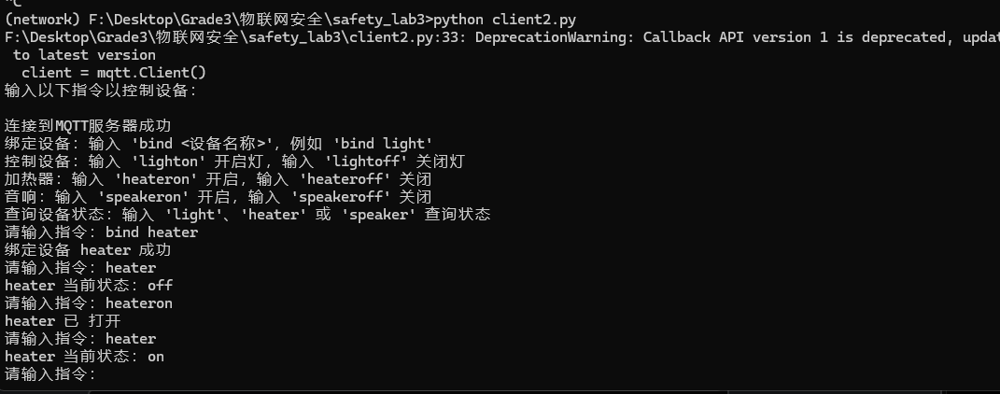 ^C
(network) F:\Desktop\Grade3\物联网安全\safety_lab3>python client2.py
F:\Desktop\Grade3\物联网安全\safety_lab3\client2.py:33: DeprecationWarning: Callback API version 1 is deprecated, updat
 to latest version
  client = mqtt.Client()
输入以下指令以控制设备：
连接到MQTT服务器成功
绑定设备：输入 'bind <设备名称>'，例如 'bind light'
控制设备：输入 'lighton' 开启灯，输入 'lightoff' 关闭灯
加热器：输入 'heateron' 开启，输入 'heateroff' 关闭
音响：输入 'speakeron' 开启，输入 'speakeroff' 关闭
查询设备状态：输入 'light'、'heater' 或 'speaker' 查询状态
请输入指令：bind heater
绑定设备 heater 成功
请输入指令：heater
heater 当前状态：off
请输入指令：heateron
heater 已 打开
请输入指令：heater
heater 当前状态：on
请输入指令：